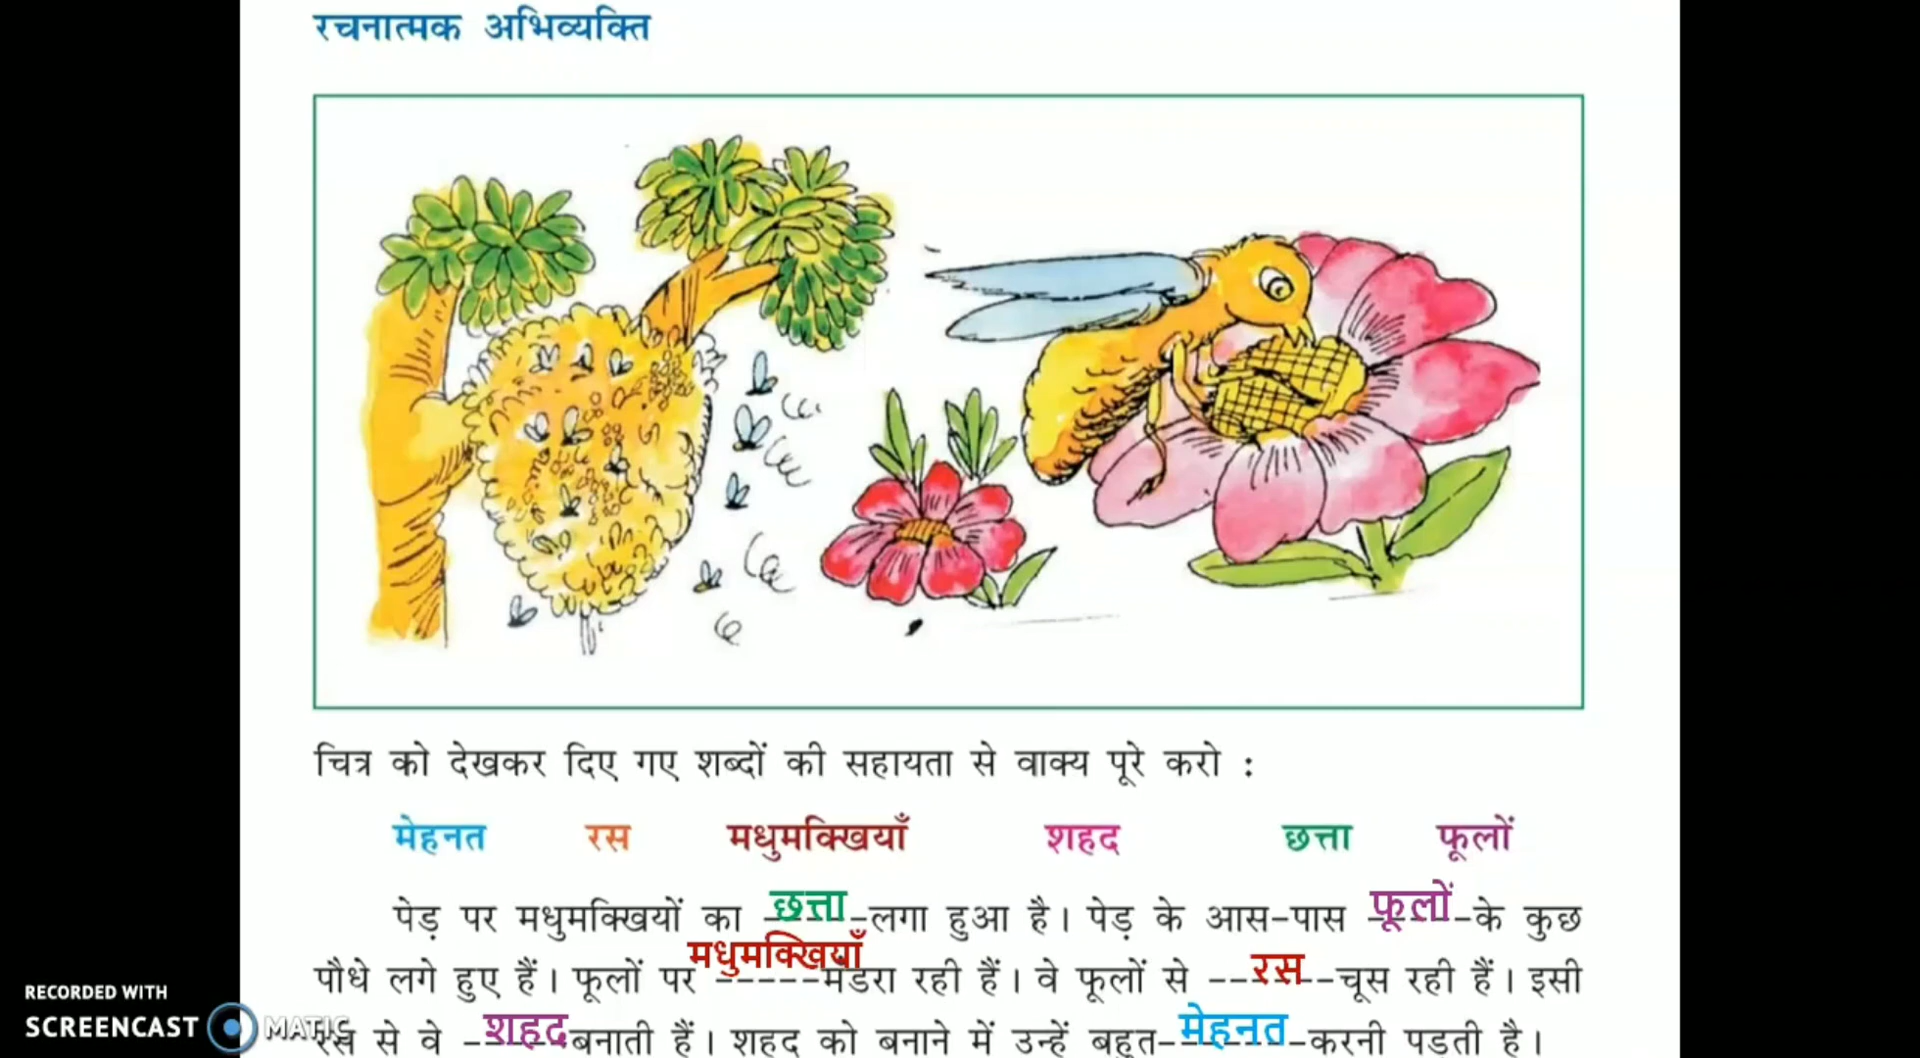 रचनात्मक अभिव्यक्ति
चित्र को देखकर दिए गए शब्दों की सहायता से वाक्य पूरे करो :
मेहनत रस मधुमक्खियाँ शहद छत्ता फूलों
पेड़ पर मधुमक्खियों का छत्ता लगा हुआ है। पेड़ के आस-पास फूलों के कुछ
पौधे लगे हुए हैं। फूलों पर मधुमक्खियाँ मंडरा रही हैं। वे फूलों से रस चूस रही हैं। इसी
रस से वे शहद बनाती हैं। शहद को बनाने में उन्हें बहुत मेहनत करनी पड़ती है।
RECORDED WITH
SCREENCAST MATIC